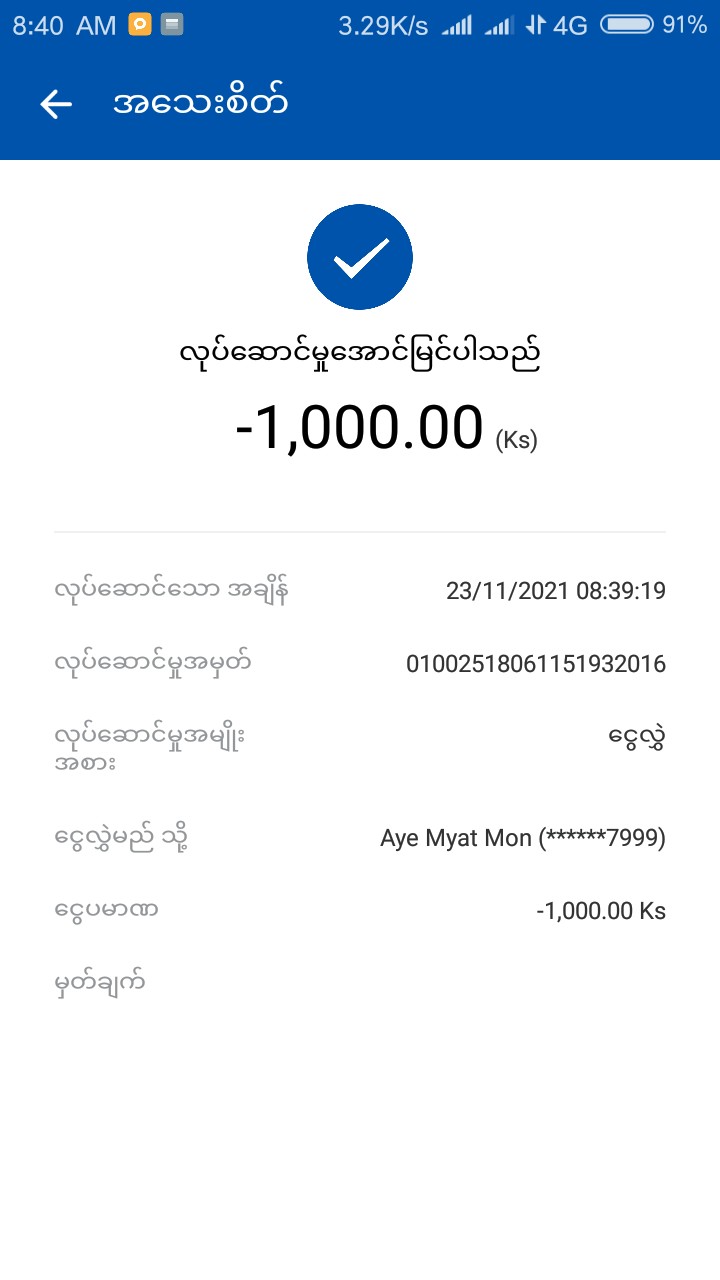 8:40 AM 3.29K/s 4G 91%
အသေးစိတ်
လုပ်ဆောင်မှုအောင်မြင်ပါသည်
-1,000.00 (Ks)
လုပ်ဆောင်သော အချိန် 23/11/2021 08:39:19
လုပ်ဆောင်မှုအမှတ် 01002518061151932016
လုပ်ဆောင်မှုအမျိုး ငွေလွှဲ
အစား
ငွေလွှဲမည် သို့ Aye Myat Mon (******7999)
ငွေပမာဏ -1,000.00 Ks
မှတ်ချက်